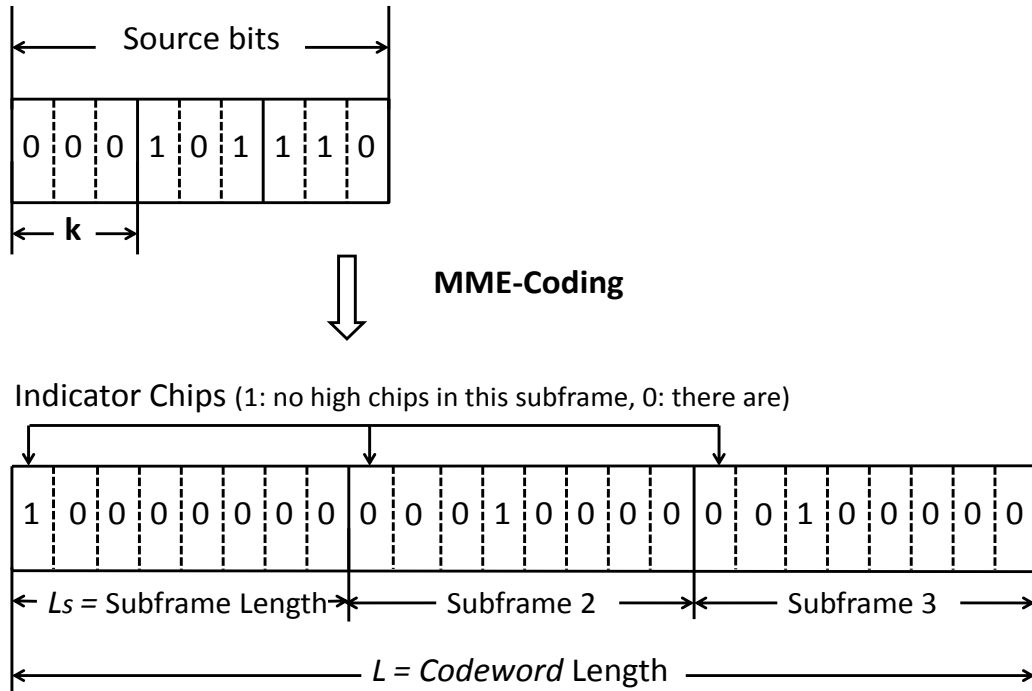 Source bits
0 0 0 1 0 1 1 1 0
k
MME-Coding
Indicator Chips (1: no high chips in this subframe, 0: there are)
1 0 0 0 0 0 0 0 0 0 0 1 0 0 0 0 0 0 1 0 0 0 0 0
Ls = Subframe Length Subframe 2 Subframe 3
L = Codeword Length